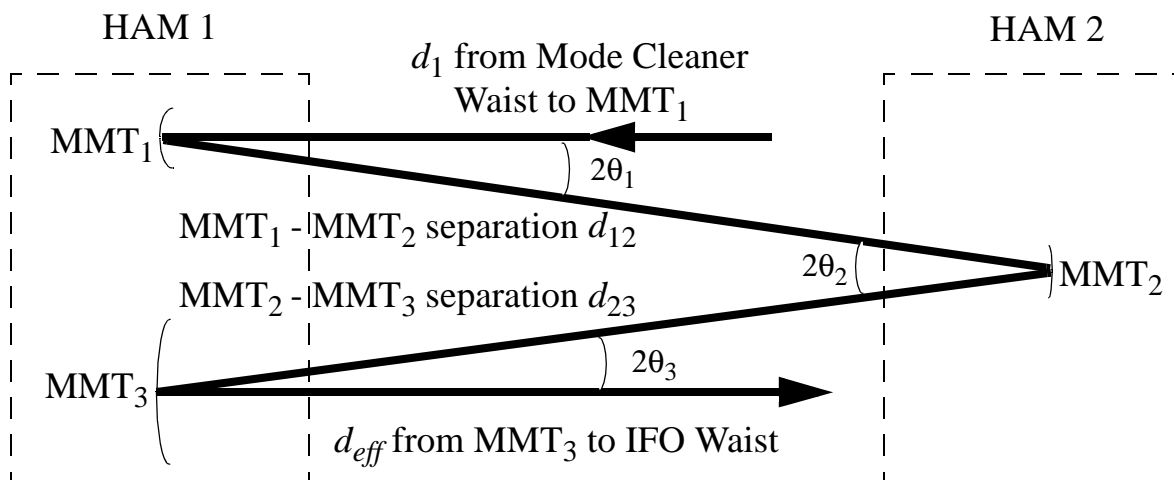 HAM 1
HAM 2
d₁ from Mode Cleaner
Waist to MMT₁
MMT₁
2θ₁
MMT₁ - MMT₂ separation d₁₂
2θ₂
MMT₂
MMT₂ - MMT₃ separation d₂₃
2θ₃
MMT₃
d_eff from MMT₃ to IFO Waist